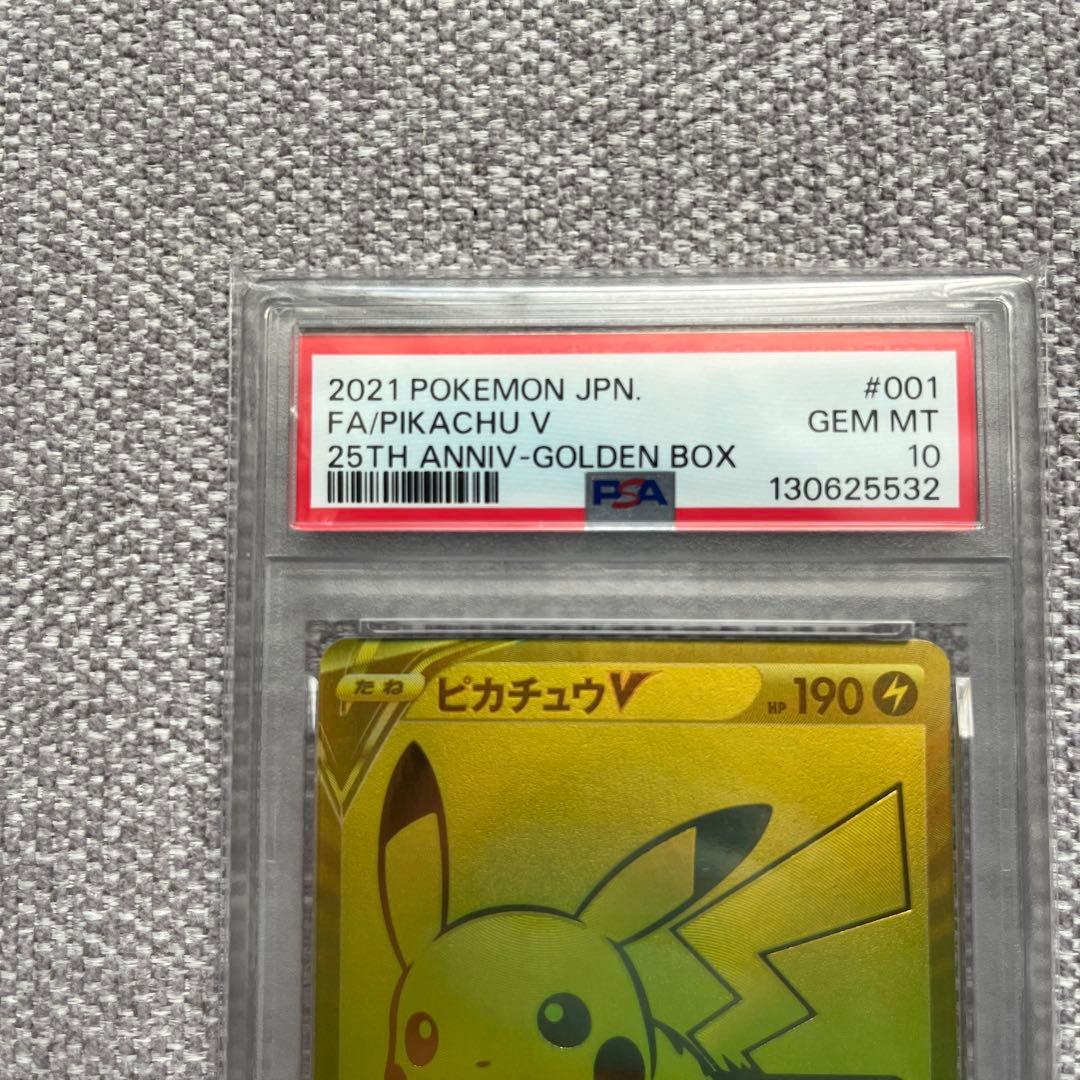 2021 POKEMON JPN. #001
FA/PIKACHU V GEM MT
25TH ANNIV-GOLDEN BOX 10
PSA 130625532
たね ピカチュウV HP 190